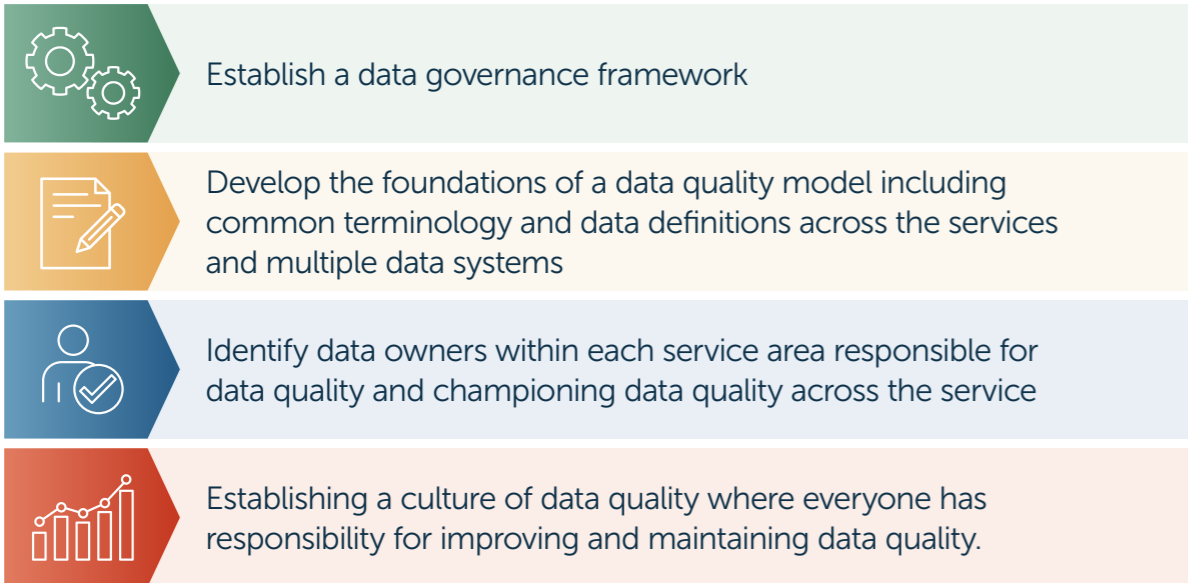 Establish a data governance framework
Develop the foundations of a data quality model including
common terminology and data definitions across the services
and multiple data systems
Identify data owners within each service area responsible for
data quality and championing data quality across the service
Establishing a culture of data quality where everyone has
responsibility for improving and maintaining data quality.